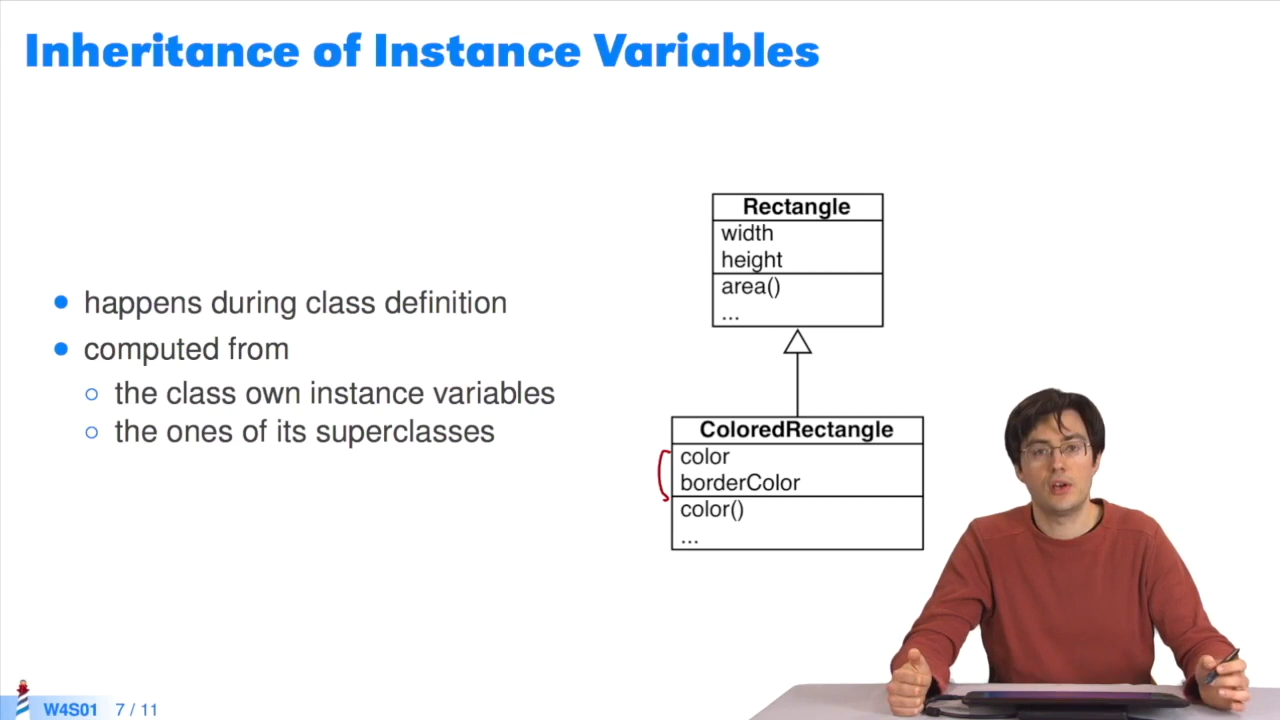 Inheritance of Instance Variables
happens during class definition
computed from
the class own instance variables
the ones of its superclasses
Rectangle
width
height
area()
...
ColoredRectangle
color
borderColor
color()
...
W4S01 7 / 11